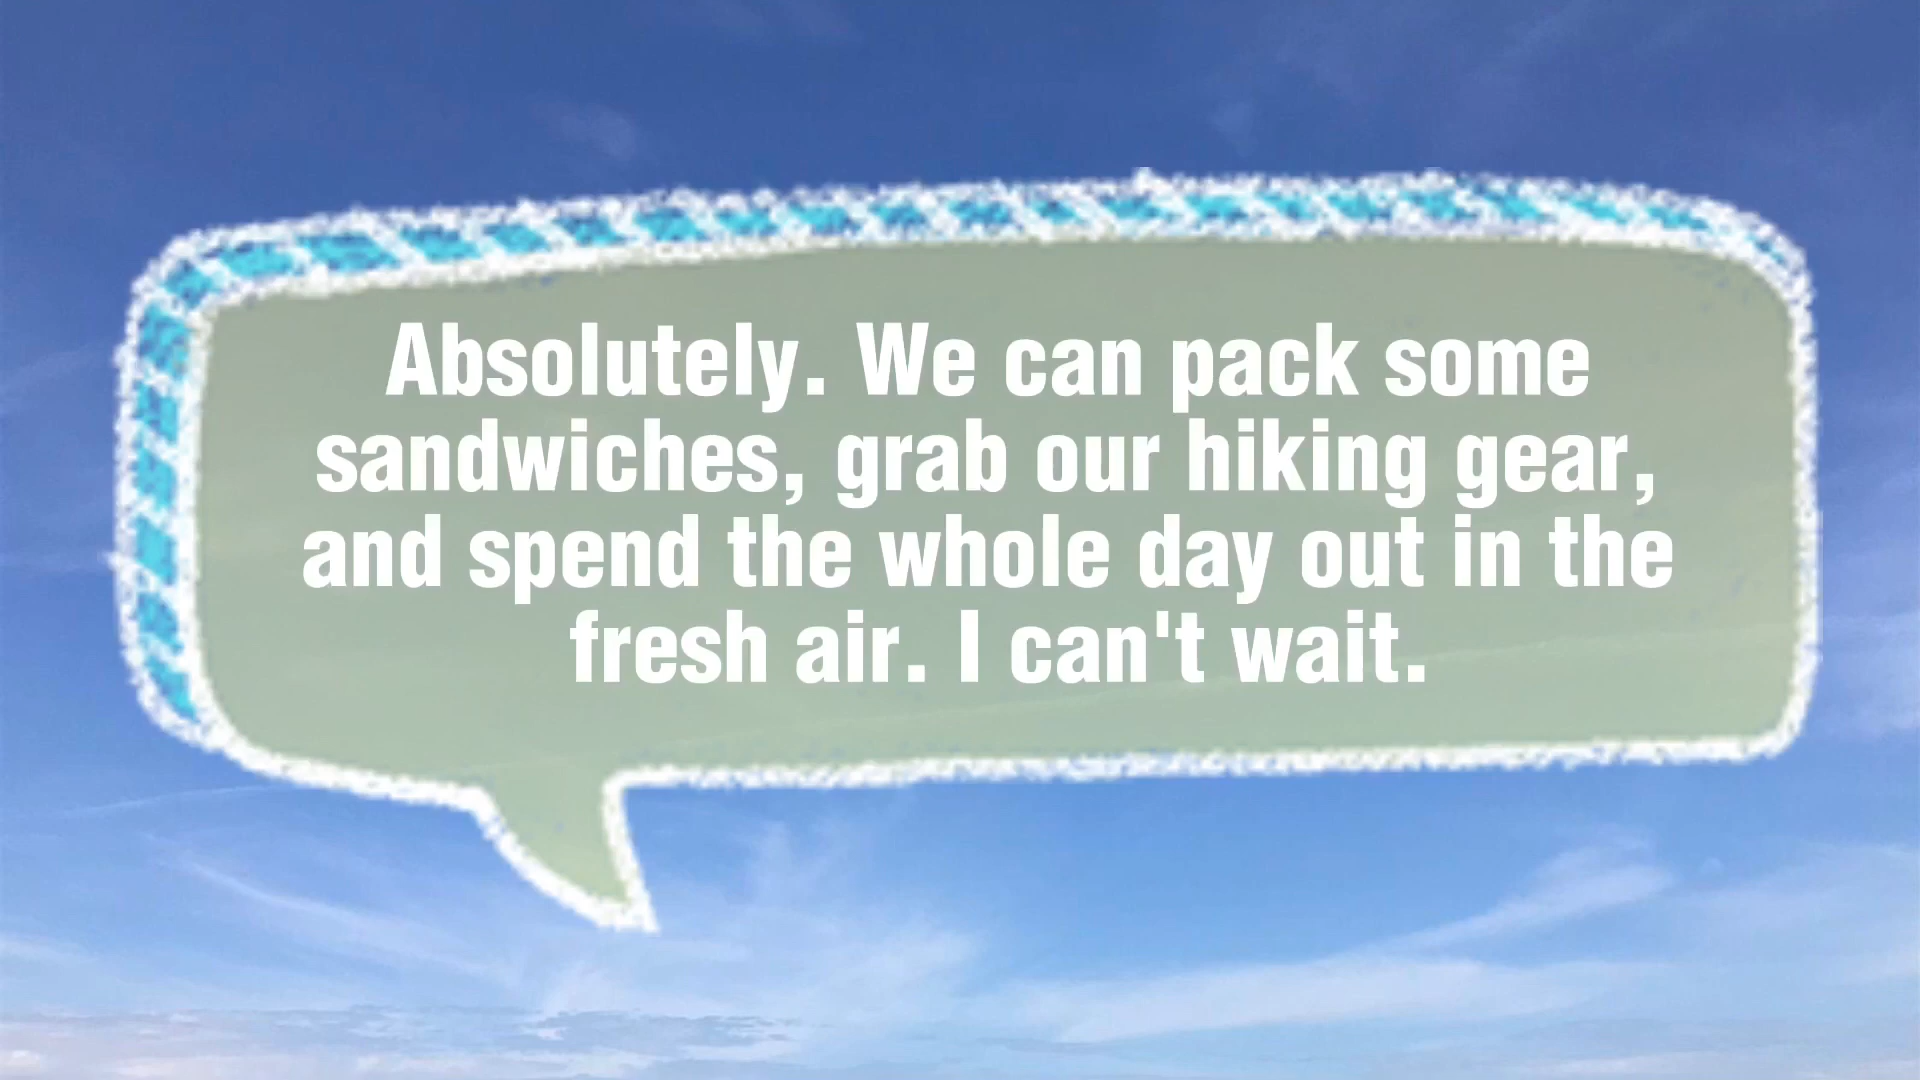 Absolutely. We can pack some
sandwiches, grab our hiking gear,
and spend the whole day out in the
fresh air. I can't wait.